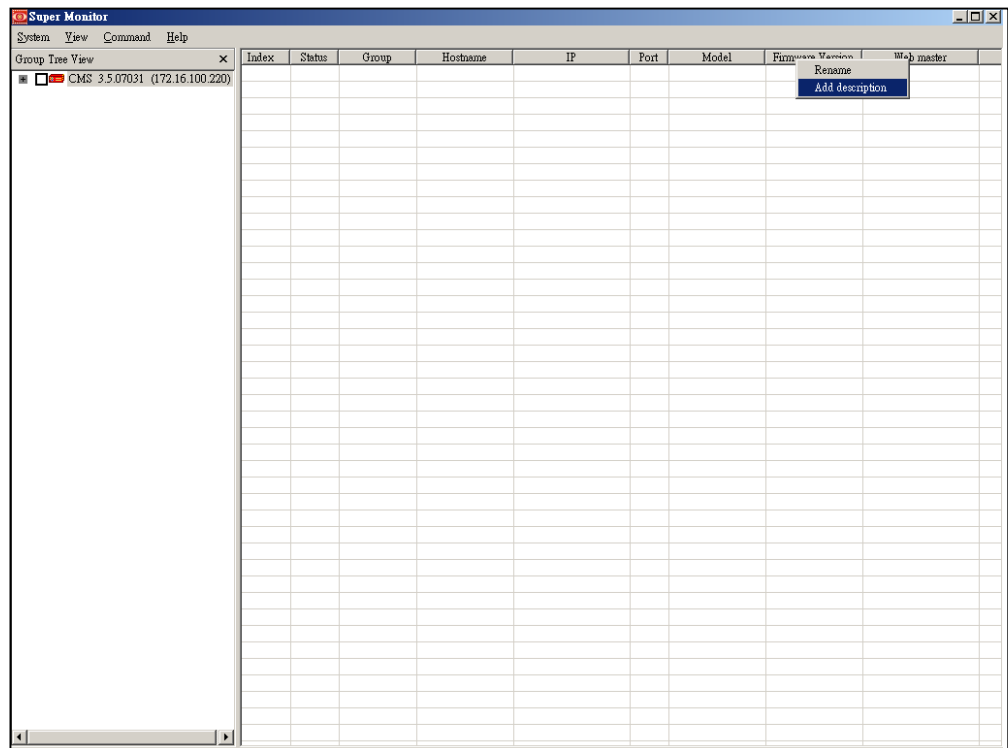 Super Monitor
System View Command Help
Group Tree View
CMS 3.5.07031 (172.16.100.220)
Index Status Group Hostname IP Port Model Firmware Version Web master
Rename
Add description